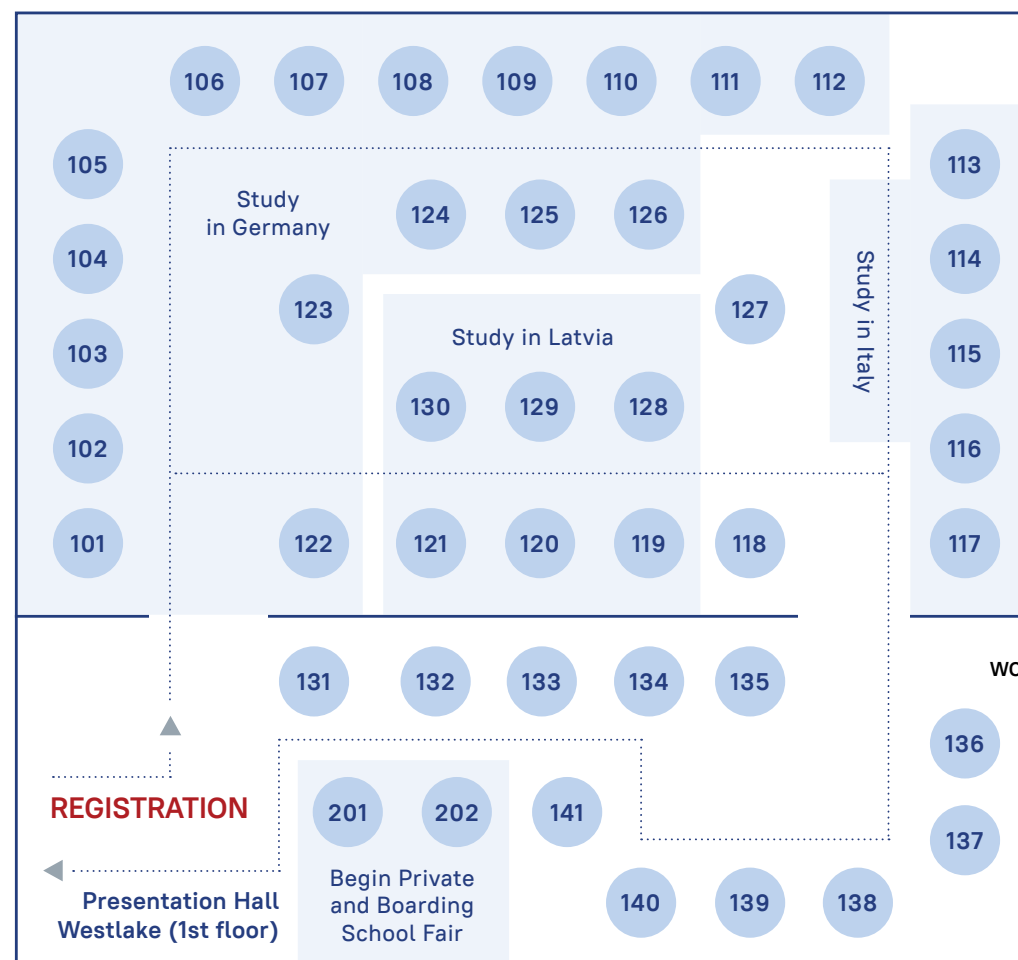 106 107 108 109 110 111 112
105
113
Study
in Germany
124 125 126
104
114
Study in Italy
123
127
Study in Latvia
103
115
130 129 128
102
116
101
122
121 120 119
118
117
131 132 133 134 135
WO
136
REGISTRATION
201 202 141
137
Presentation Hall
Westlake (1st floor)
Begin Private
and Boarding
School Fair
140 139 138